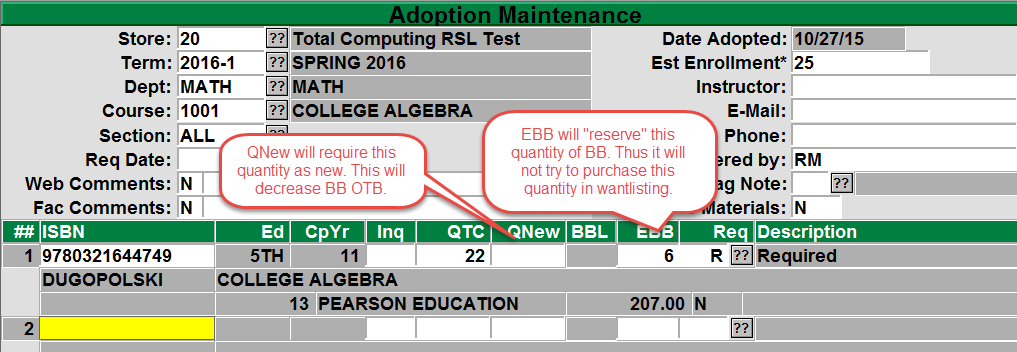 Adoption Maintenance
Store: 20 ?? Total Computing RSL Test Date Adopted: 10/27/15
Term: 2016-1 ?? SPRING 2016 Est Enrollment* 25
Dept: MATH ?? MATH Instructor:
Course: 1001 ?? COLLEGE ALGEBRA E-Mail:
Section: ALL ?? Phone:
Req Date: ered by: RM
Web Comments: N ag Note: ??
Fac Comments: N Materials: N
QNew will require this
quantity as new. This will
decrease BB OTB.
EBB will "reserve" this
quantity of BB. Thus it will
not try to purchase this
quantity in wantlisting.
## ISBN Ed CpYr Inq QTC QNew BBL EBB Req Description
1 9780321644749 5TH 11 22 6 R ?? Required
DUGOPOLSKI COLLEGE ALGEBRA
13 PEARSON EDUCATION 207.00 N
2 ??